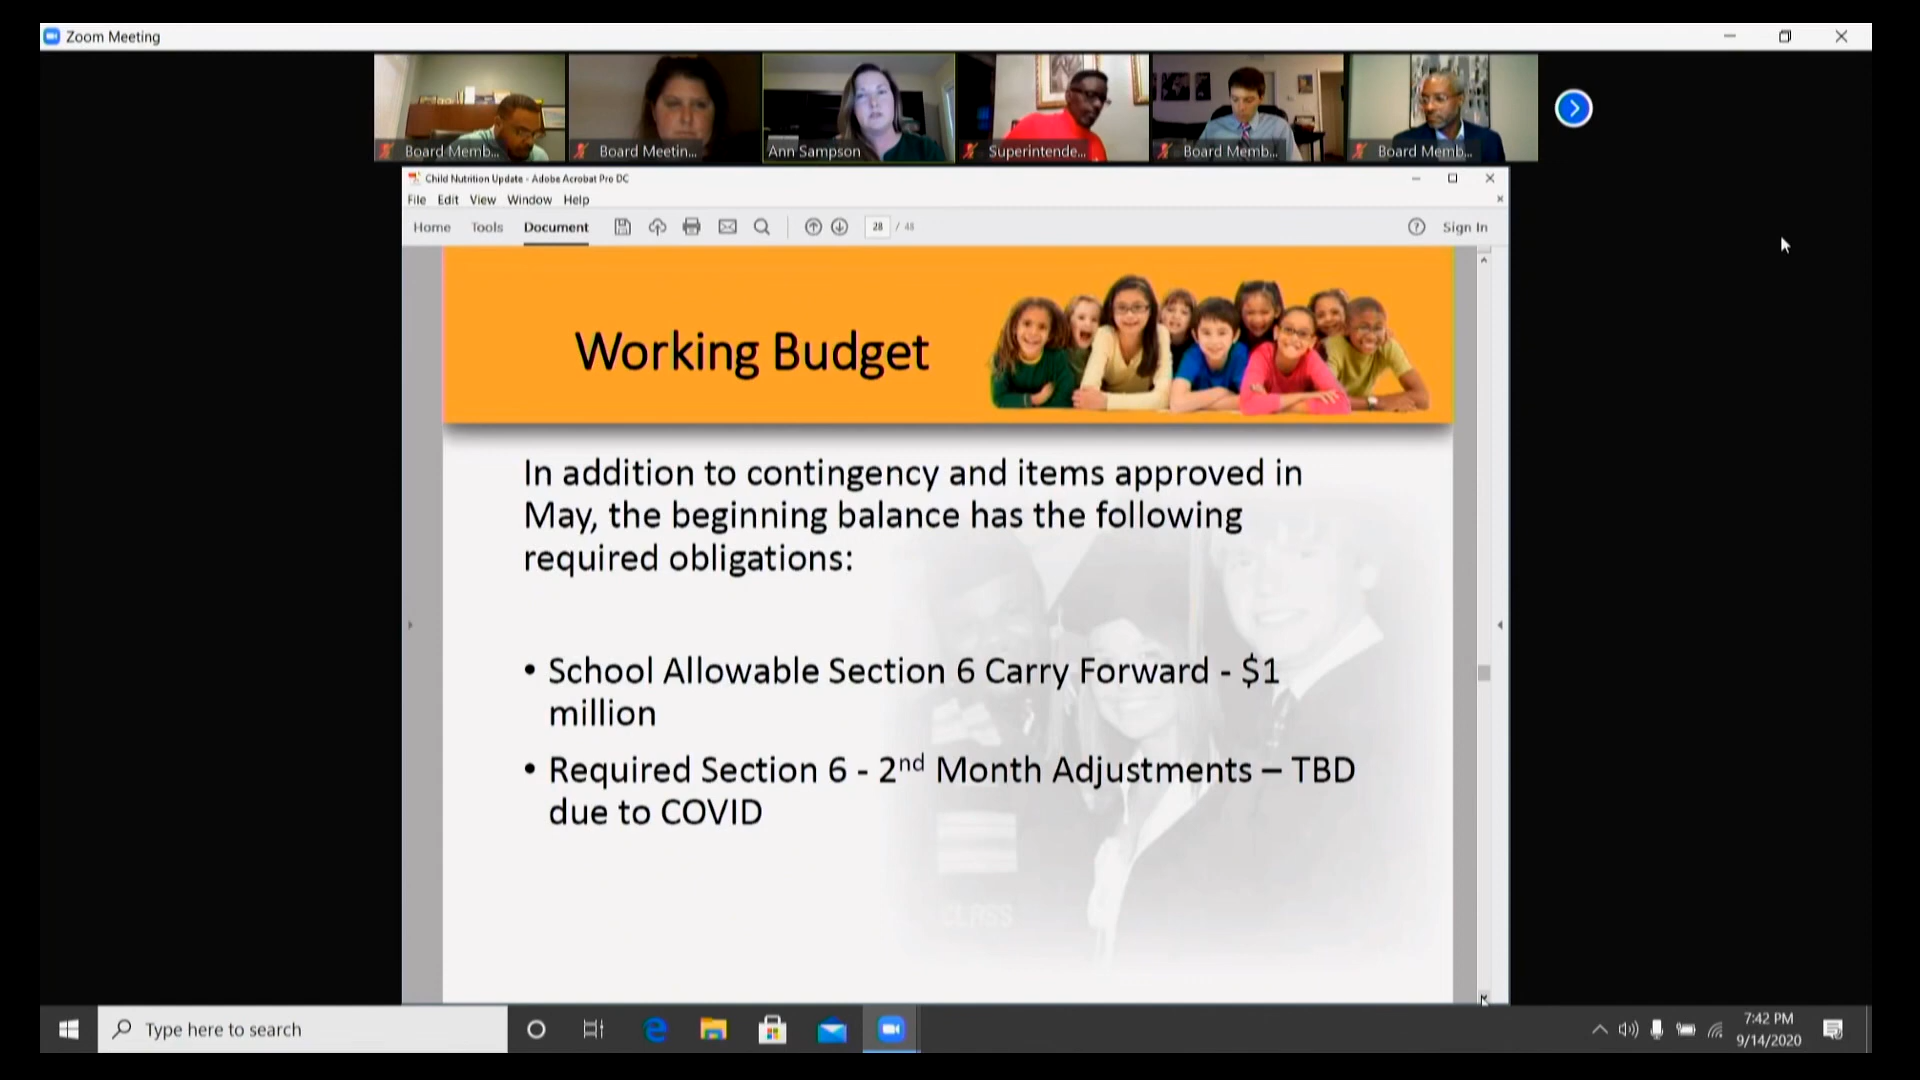 Zoom Meeting
Board Memb...
Board Meetin...
Ann Sampson
Superintende...
Board Memb...
Board Memb...
Child Nutrition Update - Adobe Acrobat Pro DC
File Edit View Window Help
Home Tools Document 28 / 48 Sign In
Working Budget
In addition to contingency and items approved in
May, the beginning balance has the following
required obligations:
• School Allowable Section 6 Carry Forward - $1
million
• Required Section 6 - 2nd Month Adjustments – TBD
due to COVID
CLASS
Type here to search
7:42 PM
9/14/2020